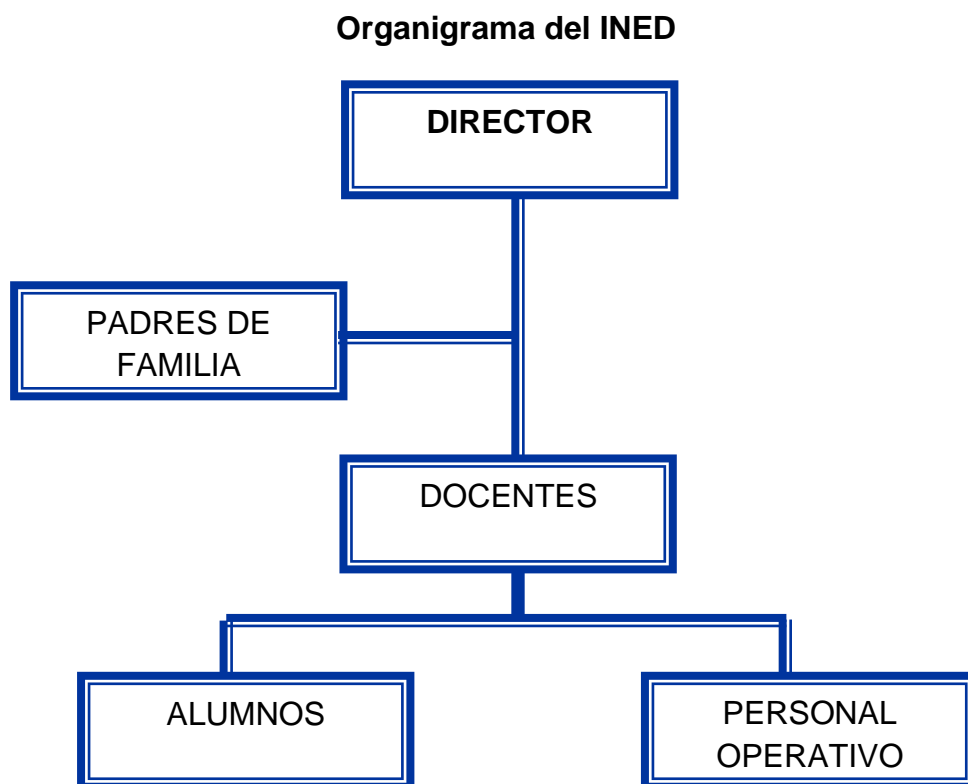 Organigrama del INED
DIRECTOR
PADRES DE
FAMILIA
DOCENTES
ALUMNOS
PERSONAL
OPERATIVO